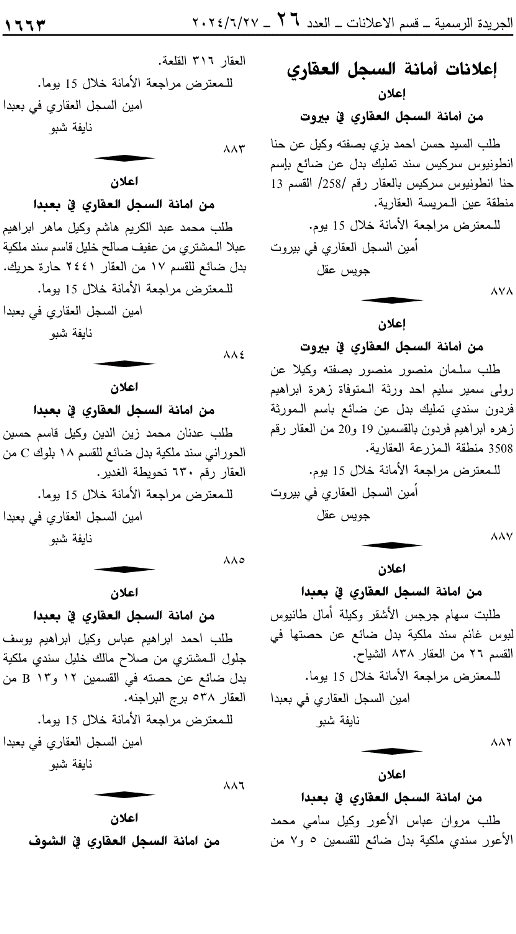 الجريدة الرسمية ــ قسم الاعلانات ــ العدد ٢٦ ــ ٢٠٢٤/٦/٢٧
١٦٦٣
إعلانات أمانة السجل العقاري
إعلان
من أمانة السجل العقاري في بيروت
طلب السيد حسن احمد بزي بصفته وكيل عن حنا
انطونيوس سركيس سند تمليك بدل عن ضائع بإسم
حنا انطونيوس سركيس بالعقار رقم /258/ القسم 13
منطقة عين المريسة العقارية.
للمعترض مراجعة الأمانة خلال 15 يوم.
أمين السجل العقاري في بيروت
جويس عقل
٨٧٨
إعلان
من أمانة السجل العقاري في بيروت
طلب سلمان منصور منصور بصفته وكيلا عن
رولى سمير سليم احد ورثة المتوفاة زهرة ابراهيم
فردون سندي تمليك بدل عن ضائع باسم المورثة
زهره ابراهيم فردون بالقسمين 19 و20 من العقار رقم
3508 منطقة المزرعة العقارية.
للمعترض مراجعة الأمانة خلال 15 يوم.
أمين السجل العقاري في بيروت
جويس عقل
٨٨٧
اعلان
من امانة السجل العقاري في بعبدا
طلبت سهام جرجس الأشقر وكيلة أمال طانيوس
لبوس غانم سند ملكية بدل ضائع عن حصتها في
القسم ٢٦ من العقار ٨٣٨ الشياح.
للمعترض مراجعة الأمانة خلال 15 يوما.
امين السجل العقاري في بعبدا
نايفة شبو
٨٨٢
اعلان
من امانة السجل العقاري في بعبدا
طلب مروان عباس الأعور وكيل سامي محمد
الأعور سندي ملكية بدل ضائع للقسمين ٥ و٧ من
العقار ٣١٦ القلعة.
للمعترض مراجعة الأمانة خلال 15 يوما.
امين السجل العقاري في بعبدا
نايفة شبو
٨٨٣
اعلان
من امانة السجل العقاري في بعبدا
طلب محمد عبد الكريم هاشم وكيل ماهر ابراهيم
عبلا المشتري من عفيف صالح خليل قاسم سند ملكية
بدل ضائع للقسم ١٧ من العقار ٢٤٤١ حارة حريك.
للمعترض مراجعة الأمانة خلال 15 يوما.
امين السجل العقاري في بعبدا
نايفة شبو
٨٨٤
اعلان
من امانة السجل العقاري في بعبدا
طلب عدنان محمد زين الدين وكيل قاسم حسين
الحوراني سند ملكية بدل ضائع للقسم ١٨ بلوك C من
العقار رقم ٦٣٠ تحويطة الغدير.
للمعترض مراجعة الأمانة خلال 15 يوما.
امين السجل العقاري في بعبدا
نايفة شبو
٨٨٥
اعلان
من امانة السجل العقاري في بعبدا
طلب احمد ابراهيم عباس وكيل ابراهيم يوسف
جلول المشتري من صلاح مالك خليل سندي ملكية
بدل ضائع عن حصته في القسمين ١٢ و١٣ B من
العقار ٥٣٨ برج البراجنه.
للمعترض مراجعة الأمانة خلال 15 يوما.
امين السجل العقاري في بعبدا
نايفة شبو
٨٨٦
اعلان
من امانة السجل العقاري في الشوف